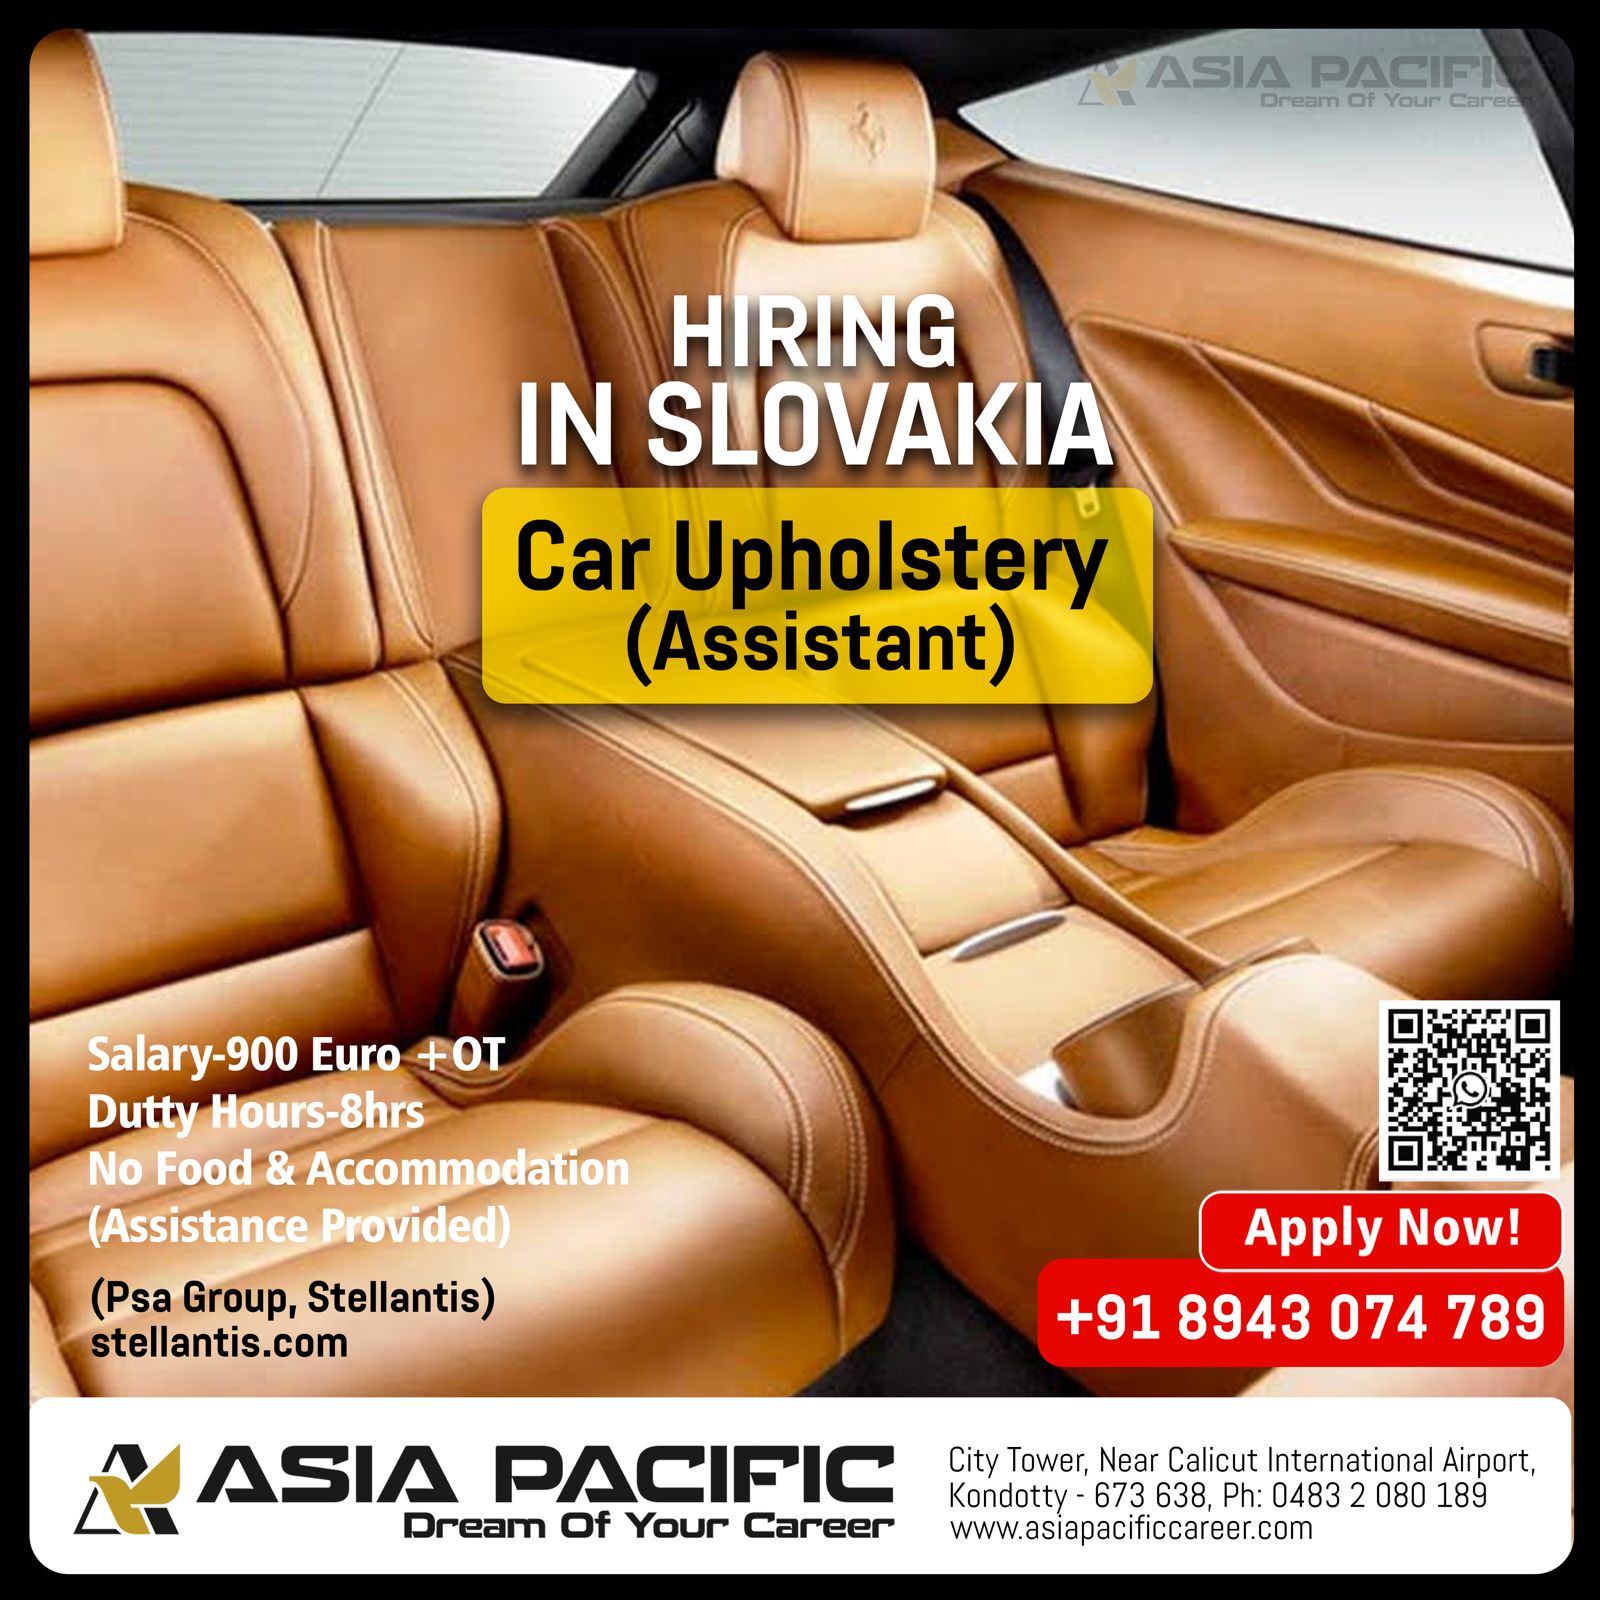 ASIA PACIFIC
Dream Of Your Career
HIRING
IN SLOVAKIA
Car Upholstery
(Assistant)
Salary-900 Euro +OT
Dutty Hours-8hrs
No Food & Accommodation
(Assistance Provided)
(Psa Group, Stellantis)
stellantis.com
Apply Now!
+91 8943 074 789
ASIA PACIFIC
Dream Of Your Career
City Tower, Near Calicut International Airport,
Kondotty - 673 638, Ph: 0483 2 080 189
www.asiapacificcareer.com